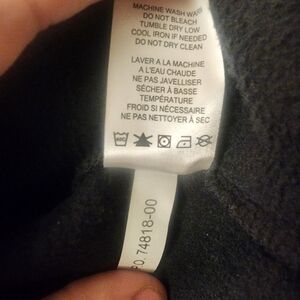 MACHINE WASH WARM
DO NOT BLEACH
TUMBLE DRY LOW
COOL IRON IF NEEDED
DO NOT DRY CLEAN
LAVER A LA MACHINE
A L'EAU CHAUDE
NE PAS JAVELLISER
SÉCHER À BASSE
TEMPÉRATURE
FROID SI NÉCESSAIRE
NE PAS NETTOYER À SEC
PO. 74818-00